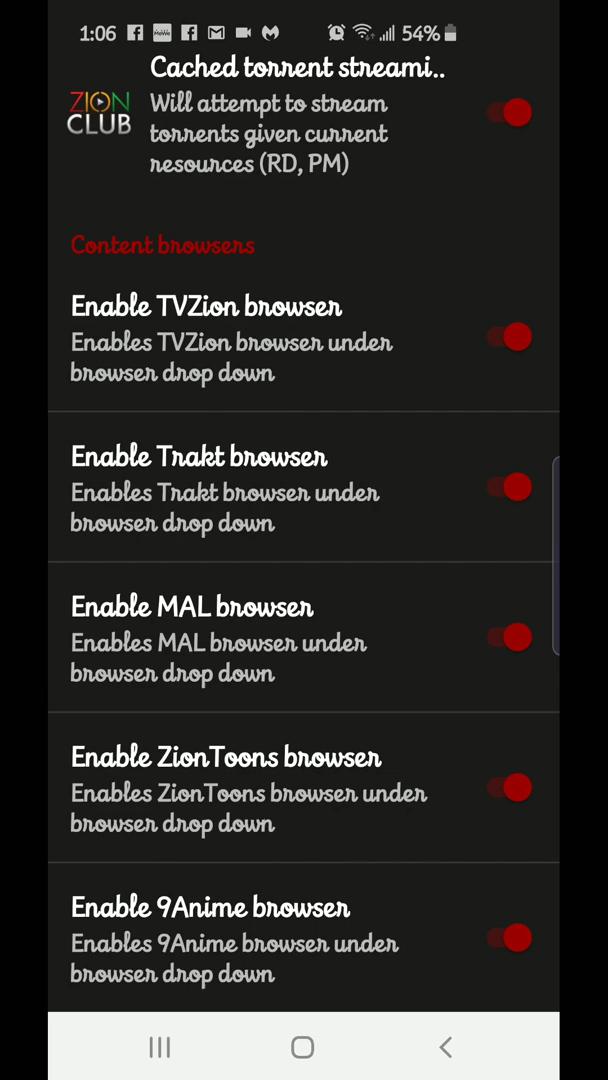 1:06
54%
Cached torrent streami..
ZION
CLUB
Will attempt to stream
torrents given current
resources (RD, PM)
Content browsers
Enable TVZion browser
Enables TVZion browser under
browser drop down
Enable Trakt browser
Enables Trakt browser under
browser drop down
Enable MAL browser
Enables MAL browser under
browser drop down
Enable ZionToons browser
Enables ZionToons browser under
browser drop down
Enable 9Anime browser
Enables 9Anime browser under
browser drop down